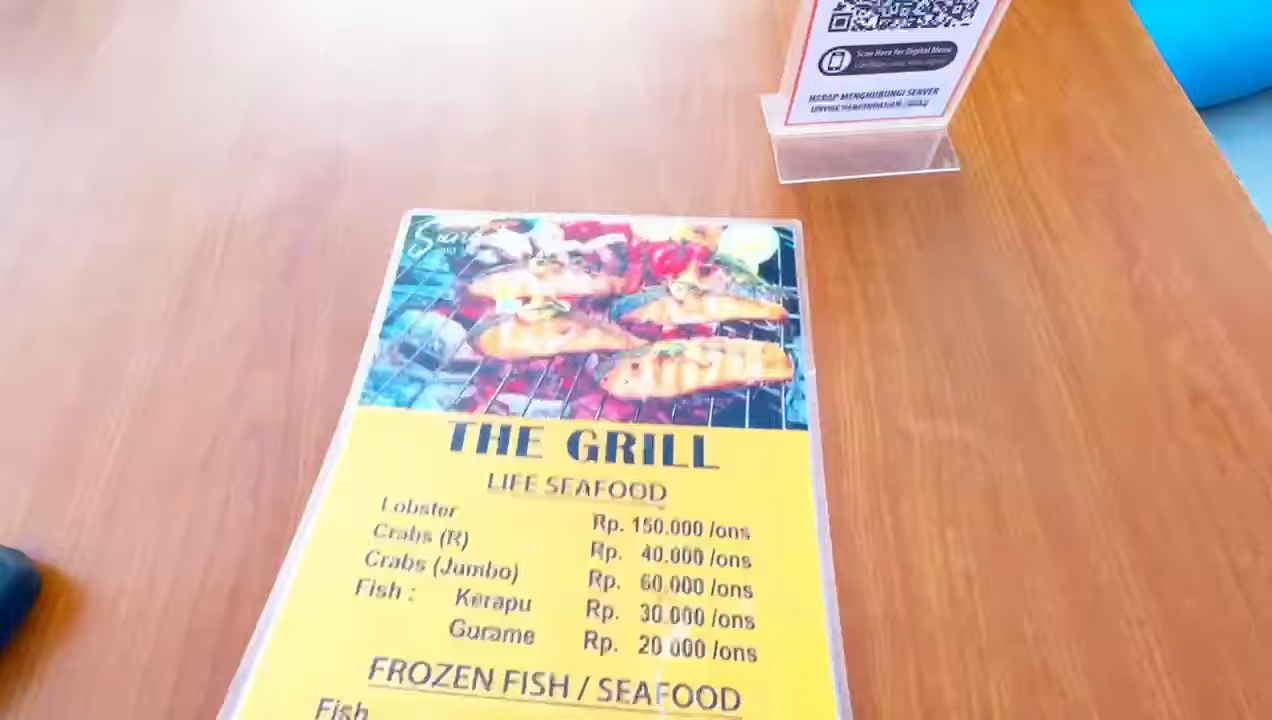 Scan Here for Digital Menu
HARAP MENGHUBUNGI SERVER
THE GRILL
LIFE SEAFOOD
Lobster Rp. 150.000 /ons
Crabs (R) Rp. 40.000 /ons
Crabs (Jumbo) Rp. 60.000 /ons
Fish : Kerapu Rp. 30.000 /ons
Gurame Rp. 20 000 /ons
FROZEN FISH / SEAFOOD
Fish